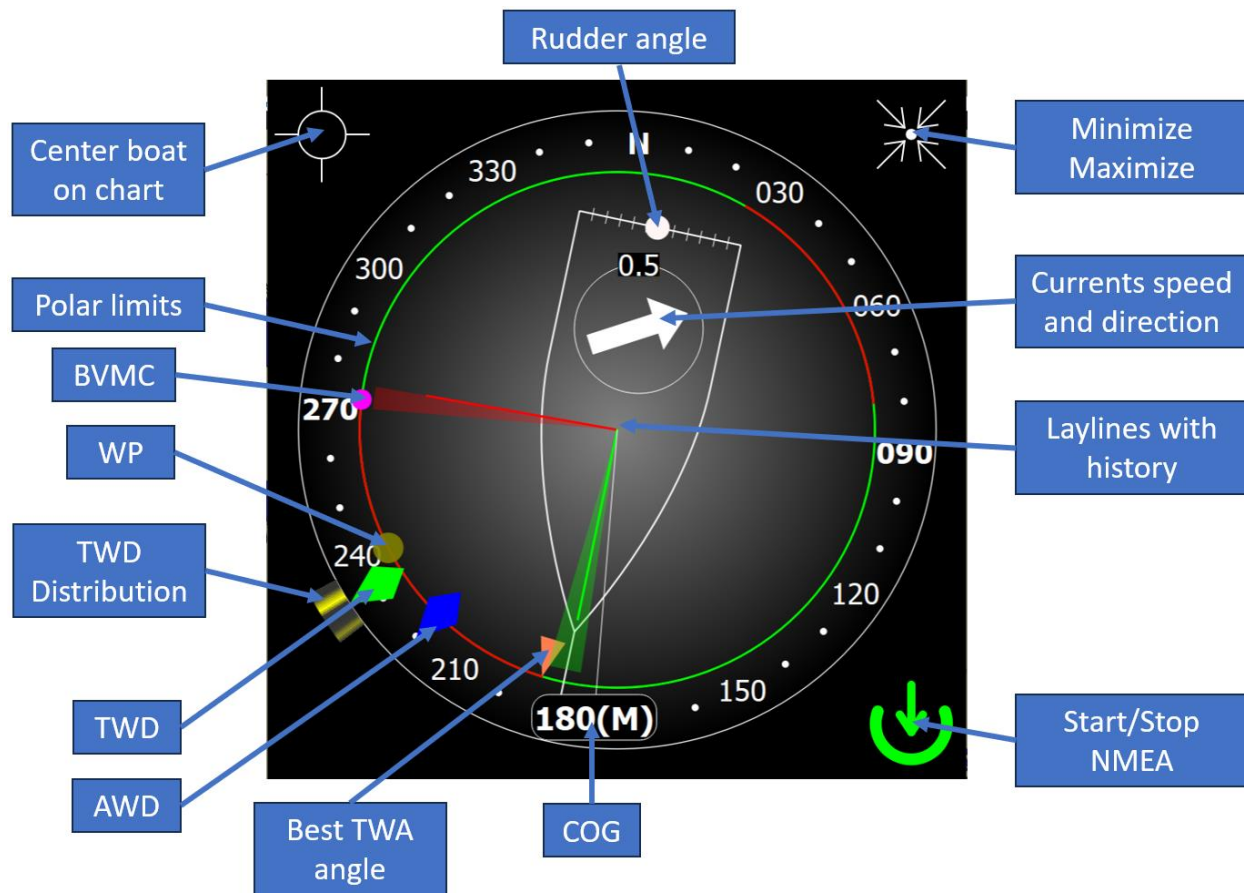 Rudder angle
Center boat
on chart
Minimize
Maximize
N
330
030
300
0.5
060
Polar limits
Currents speed
and direction
BVMC
270
WP
Laylines with
history
090
TWD
Distribution
240
120
210
150
180(M)
TWD
Start/Stop
NMEA
AWD
Best TWA
angle
COG